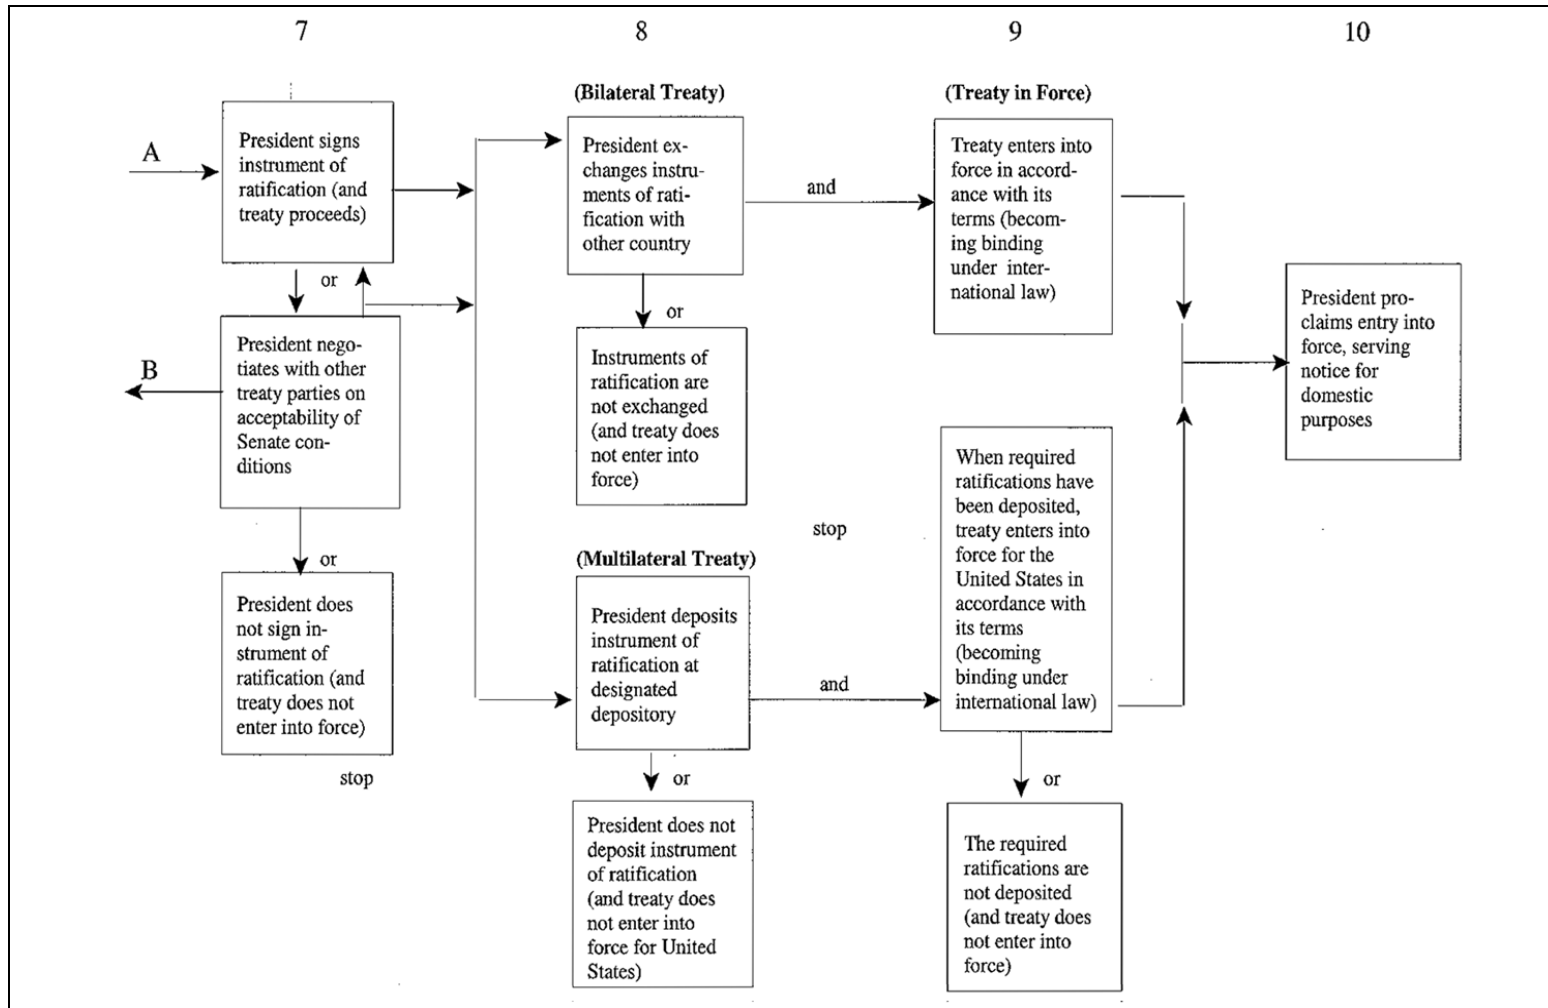 7
8
9
10
A
President signs
instrument of
ratification (and
treaty proceeds)
or
B
President nego-
tiates with other
treaty parties on
acceptability of
Senate con-
ditions
or
President does
not sign in-
strument of
ratification (and
treaty does not
enter into force)
stop
(Bilateral Treaty)
President ex-
changes instru-
ments of rati-
fication with
other country
and
or
Instruments of
ratification are
not exchanged
(and treaty does
not enter into
force)
stop
(Multilateral Treaty)
President deposits
instrument of
ratification at
designated
depository
and
or
President does not
deposit instrument
of ratification
(and treaty does
not enter into
force for United
States)
(Treaty in Force)
Treaty enters into
force in accord-
ance with its
terms (becom-
ing binding
under inter-
national law)
When required
ratifications have
been deposited,
treaty enters into
force for the
United States in
accordance with
its terms
(becoming
binding under
international law)
or
The required
ratifications are
not deposited
(and treaty does
not enter into
force)
President pro-
claims entry into
force, serving
notice for
domestic
purposes